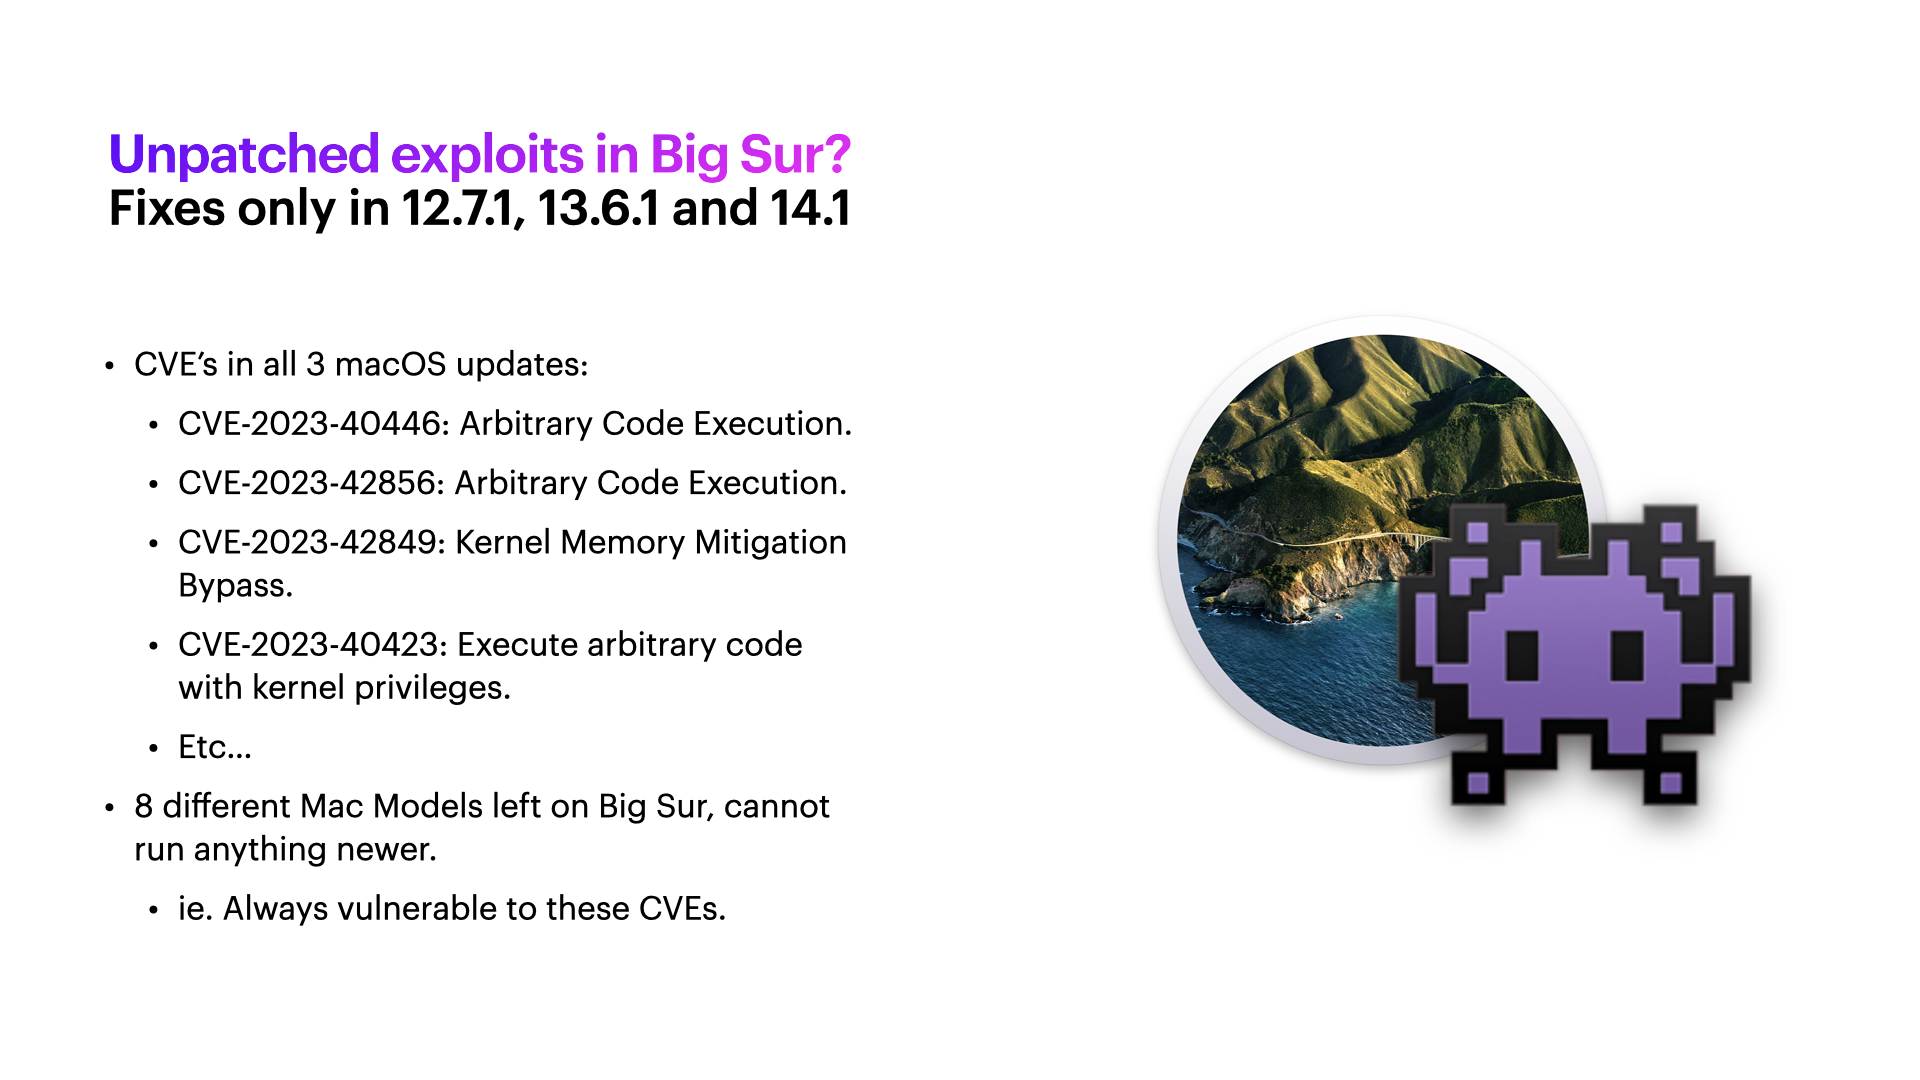 Unpatched exploits in Big Sur?
Fixes only in 12.7.1, 13.6.1 and 14.1
• CVE’s in all 3 macOS updates:
• CVE-2023-40446: Arbitrary Code Execution.
• CVE-2023-42856: Arbitrary Code Execution.
• CVE-2023-42849: Kernel Memory Mitigation
Bypass.
• CVE-2023-40423: Execute arbitrary code
with kernel privileges.
• Etc...
• 8 different Mac Models left on Big Sur, cannot
run anything newer.
• ie. Always vulnerable to these CVEs.